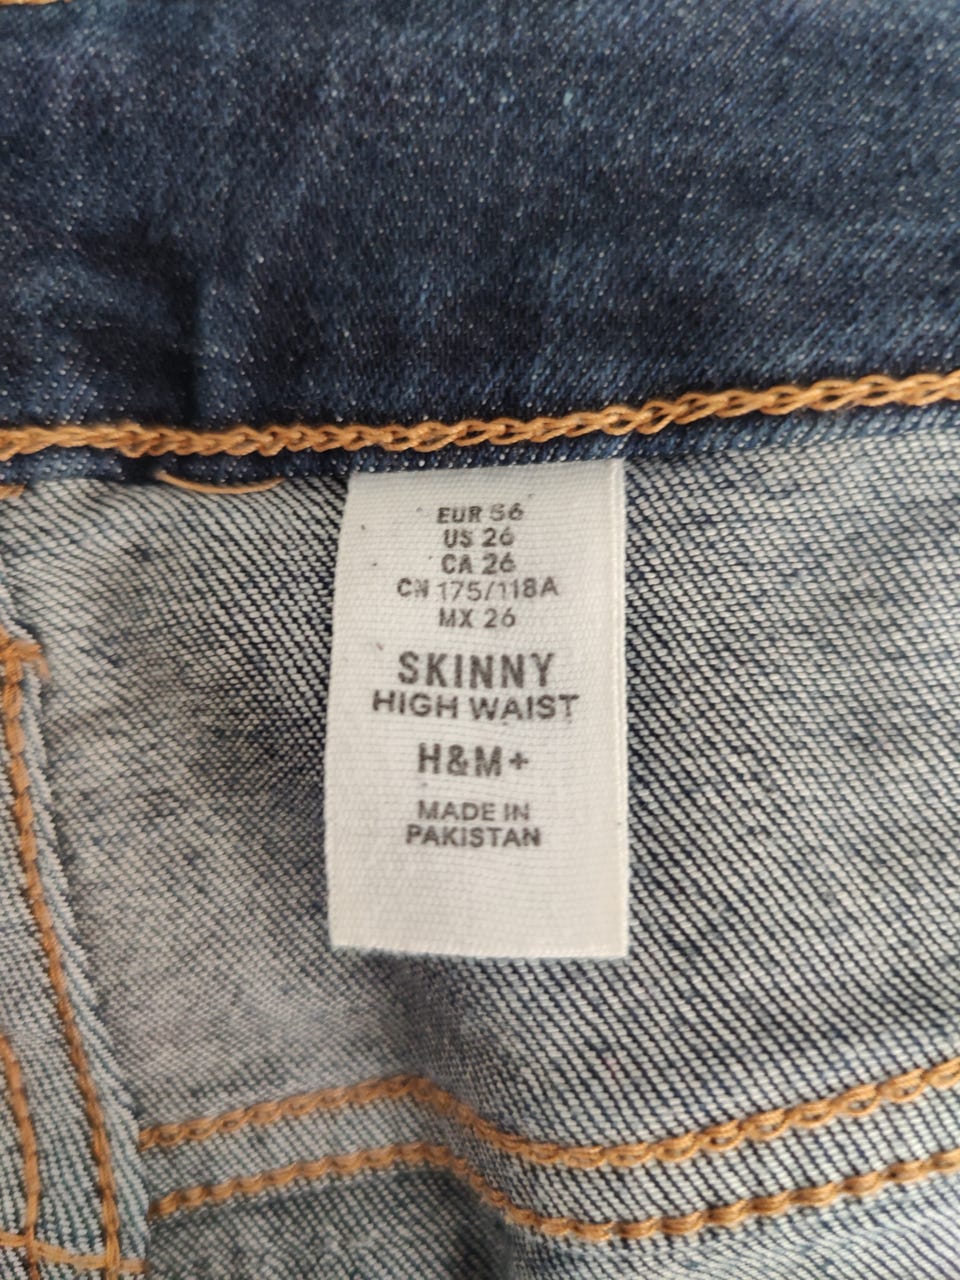 EUR 56
US 26
CA 26
CN 175/118A
MX 26
SKINNY
HIGH WAIST
H&M+
MADE IN
PAKISTAN